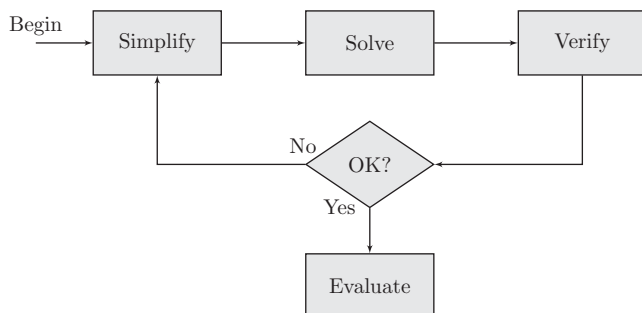 Begin
Simplify
Solve
Verify
No
OK?
Yes
Evaluate